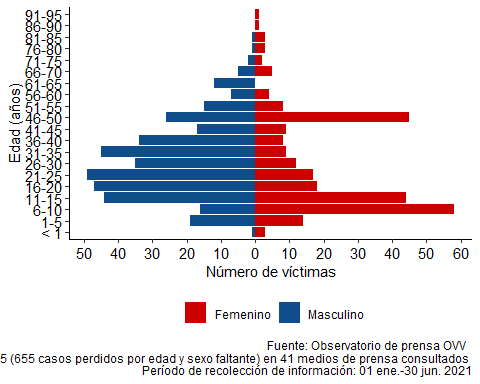 91-95
86-90
81-85
76-80
71-75
66-70
61-65
56-60
51-55
46-50
41-45
36-40
31-35
26-30
21-25
16-20
11-15
6-10
1-5
< 1
Edad (años)
50 40 30 20 10 0 10 20 30 40 50 60
Número de víctimas
Femenino Masculino
Fuente: Observatorio de prensa OVV
5 (655 casos perdidos por edad y sexo faltante) en 41 medios de prensa consultados
Período de recolección de información: 01 ene.-30 jun. 2021